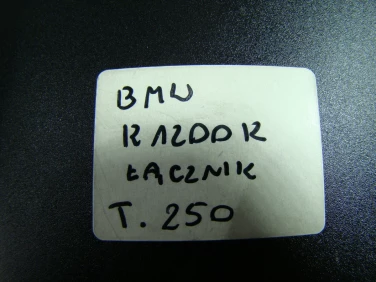 BMW
R1200R
ŁĄCZNIK
T. 250